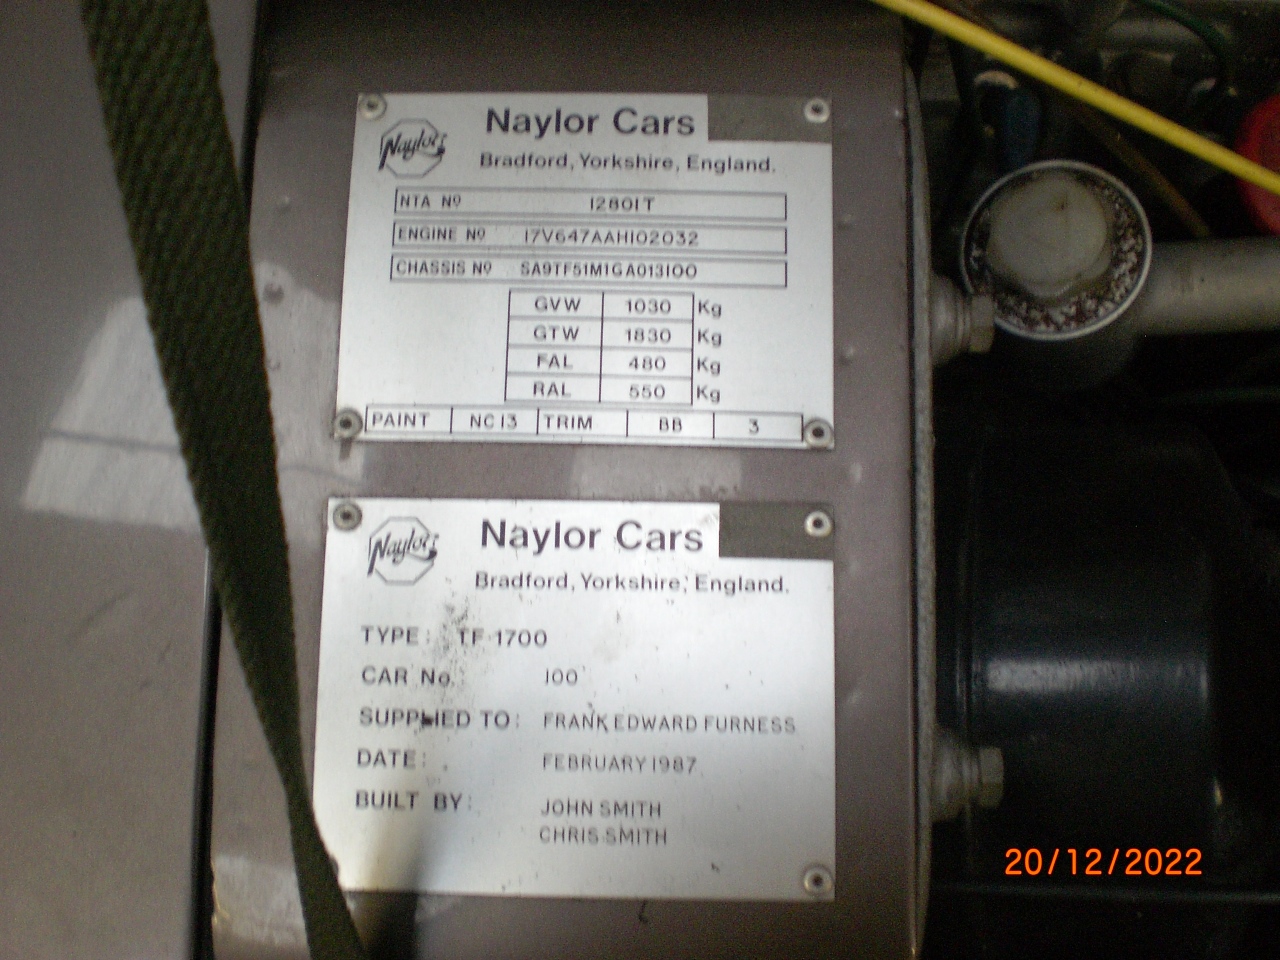 Naylor
Naylor Cars
Bradford, Yorkshire, England.
NTA Nº 12801T
ENGINE Nº 17V647AAH102032
CHASSIS Nº SA9TF51M1GA013100
GVW 1030 Kg
GTW 1830 Kg
FAL 480 Kg
RAL 550 Kg
PAINT NC 13 TRIM BB 3
Naylor
Naylor Cars
Bradford, Yorkshire, England.
TYPE: TF 1700
CAR No. 100
SUPPLIED TO: FRANK EDWARD FURNESS
DATE: FEBRUARY 1987
BUILT BY: JOHN SMITH
CHRIS SMITH
20/12/2022